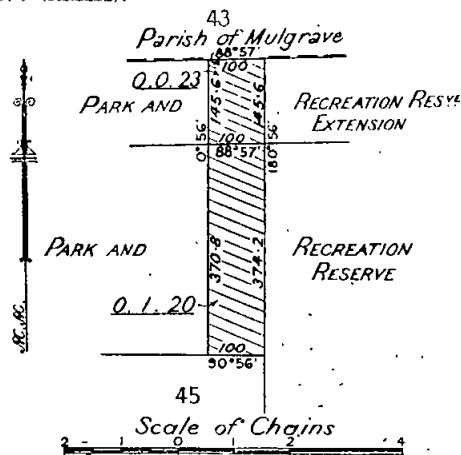 43
Parish of Mulgrave
88°57'
100
0.0.23
145·6
145·6
PARK AND
RECREATION RESVE
EXTENSION
0°56'
180°56'
100
88°57'
PARK AND
RECREATION
RESERVE
370·8
374·2
0.1.20
100
90°56'
45
Scale of Chains
2 1 0 2 4